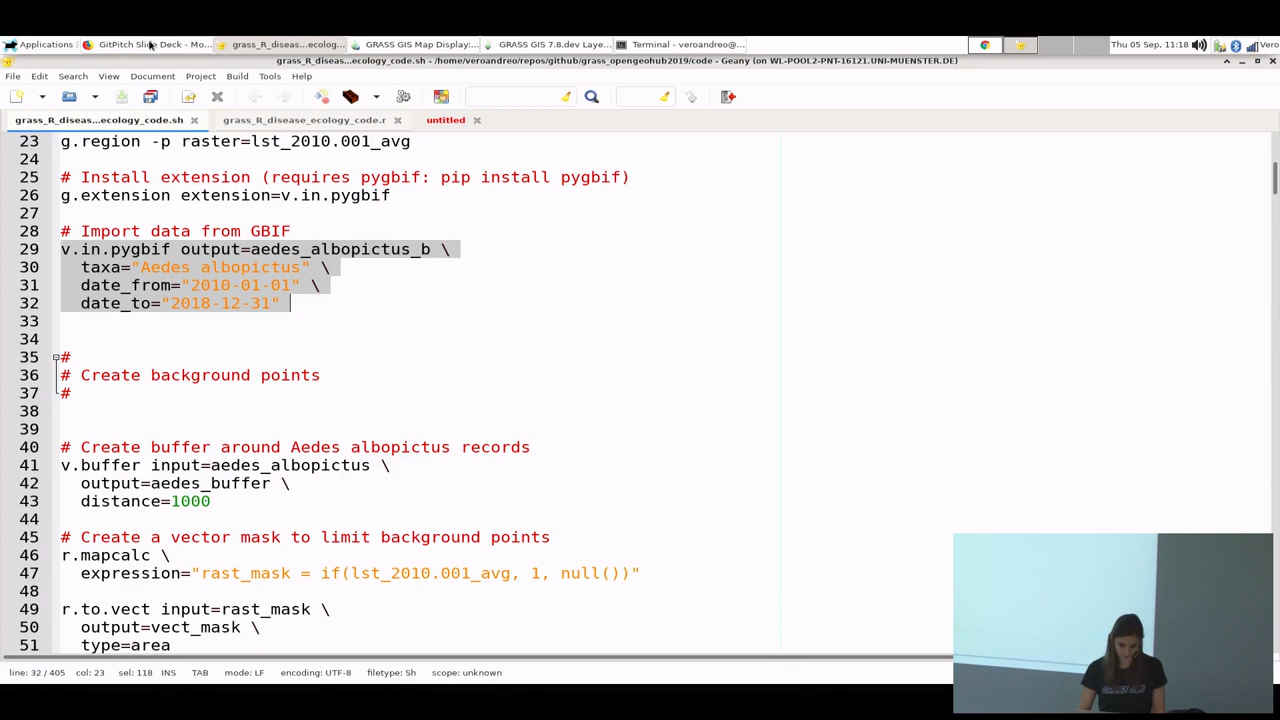 Applications
GitPitch Slide Deck - Mo...
grass_R_diseas...ecolog...
GRASS GIS Map Display:...
GRASS GIS 7.8.dev Laye...
Terminal - veroandreo@...
Thu 05 Sep, 11:18
Vero
grass_R_diseas...ecology_code.sh - /home/veroandreo/repos/github/grass_opengeohub2019/code - Geany (on WL-POOL2-PNT-16121.UNI-MUENSTER.DE)
File Edit Search View Document Project Build Tools Help
grass_R_diseas...ecology_code.sh
grass_R_disease_ecology_code.r
untitled
23 g.region -p raster=lst_2010.001_avg
24
25 # Install extension (requires pygbif: pip install pygbif)
26 g.extension extension=v.in.pygbif
27
28 # Import data from GBIF
29 v.in.pygbif output=aedes_albopictus_b \
30 taxa="Aedes albopictus" \
31 date_from="2010-01-01" \
32 date_to="2018-12-31"
33
34
35 #
36 # Create background points
37 #
38
39
40 # Create buffer around Aedes albopictus records
41 v.buffer input=aedes_albopictus \
42 output=aedes_buffer \
43 distance=1000
44
45 # Create a vector mask to limit background points
46 r.mapcalc \
47 expression="rast_mask = if(lst_2010.001_avg, 1, null())"
48
49 r.to.vect input=rast_mask \
50 output=vect_mask \
51 type=area
line: 32 / 405 col: 23 sel: 118 INS TAB mode: LF encoding: UTF-8 filetype: Sh scope: unknown